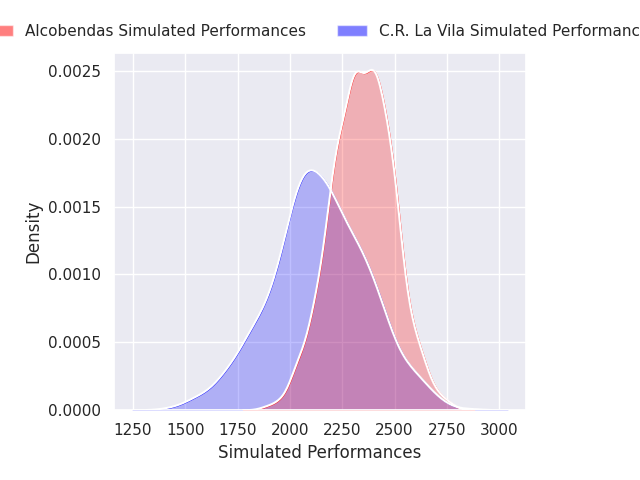 Alcobendas Simulated Performances C.R. La Vila Simulated Performanc
0.0025
0.0020
0.0015
0.0010
0.0005
0.0000
Density
1250 1500 1750 2000 2250 2500 2750 3000
Simulated Performances